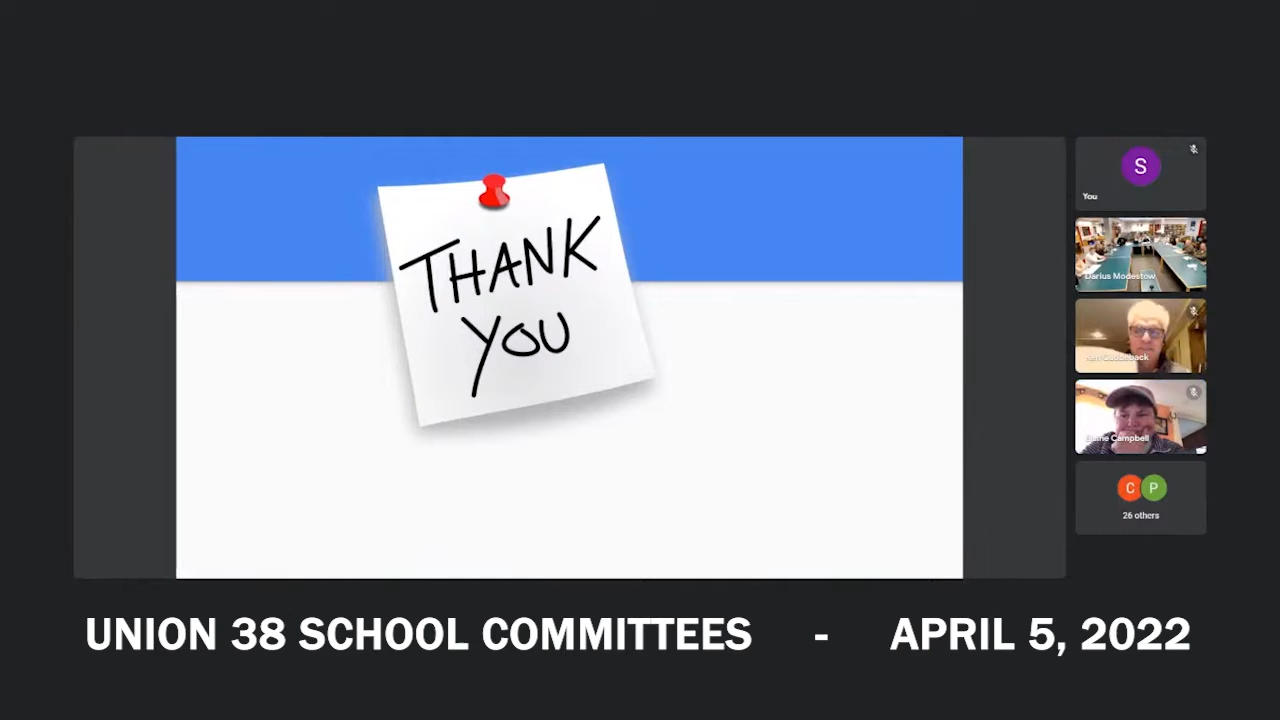 THANK
YOU
S
You
Darius Modestow
Campbell
C P
26 others
UNION 38 SCHOOL COMMITTEES - APRIL 5, 2022